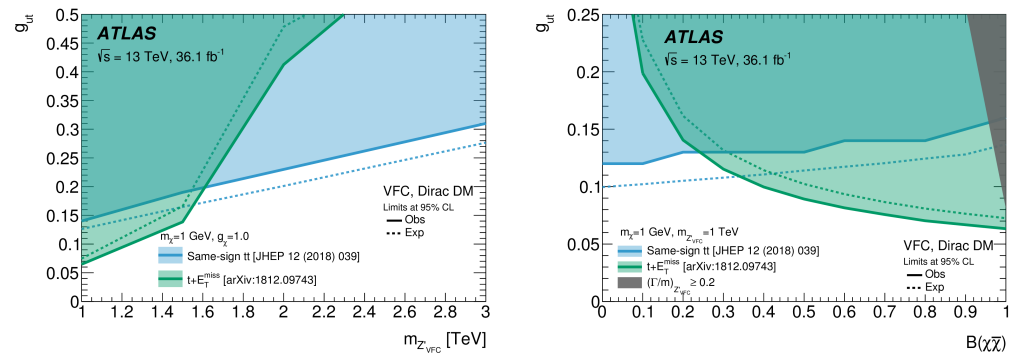 g_ut
0.5
0.45
0.4
0.35
0.3
0.25
0.2
0.15
0.1
0.05
0
ATLAS
√s = 13 TeV, 36.1 fb⁻¹
VFC, Dirac DM
Limits at 95% CL
Obs
Exp
m_χ=1 GeV, g_χ=1.0
Same-sign tt [JHEP 12 (2018) 039]
t+E_T^miss [arXiv:1812.09743]
1 1.2 1.4 1.6 1.8 2 2.2 2.4 2.6 2.8 3
m_Z'_VFC [TeV]
g_ut
0.25
0.2
0.15
0.1
0.05
0
ATLAS
√s = 13 TeV, 36.1 fb⁻¹
m_χ=1 GeV, m_Z'_VFC=1 TeV
Same-sign tt [JHEP 12 (2018) 039]
t+E_T^miss [arXiv:1812.09743]
(Γ/m)_Z'_VFC ≥ 0.2
VFC, Dirac DM
Limits at 95% CL
Obs
Exp
0 0.1 0.2 0.3 0.4 0.5 0.6 0.7 0.8 0.9 1
B(χχ̄)